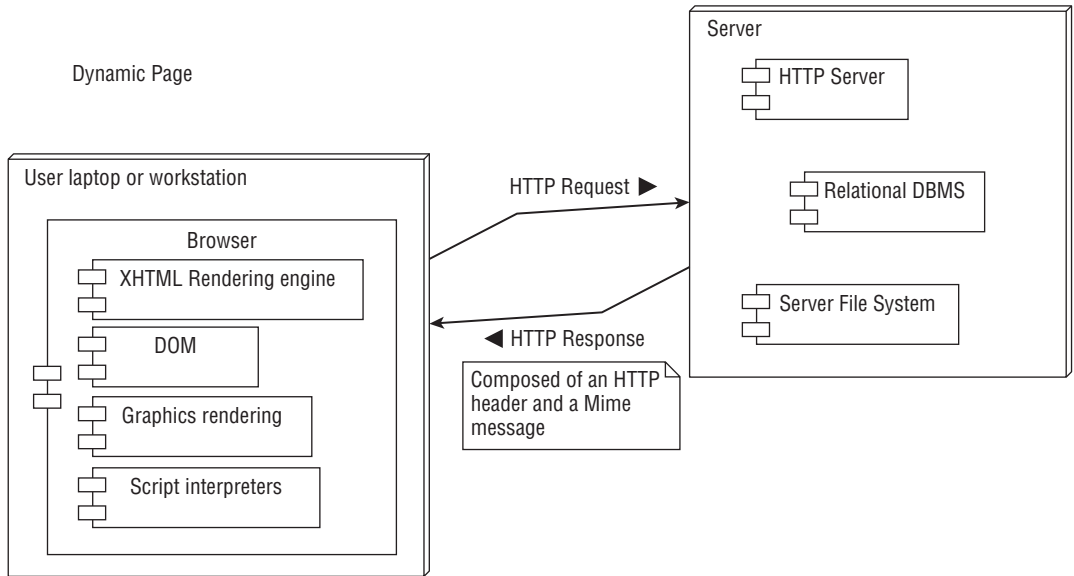 Dynamic Page
Server
HTTP Server
Relational DBMS
Server File System
User laptop or workstation
Browser
XHTML Rendering engine
DOM
Graphics rendering
Script interpreters
HTTP Request ▶
◀ HTTP Response
Composed of an HTTP
header and a Mime
message